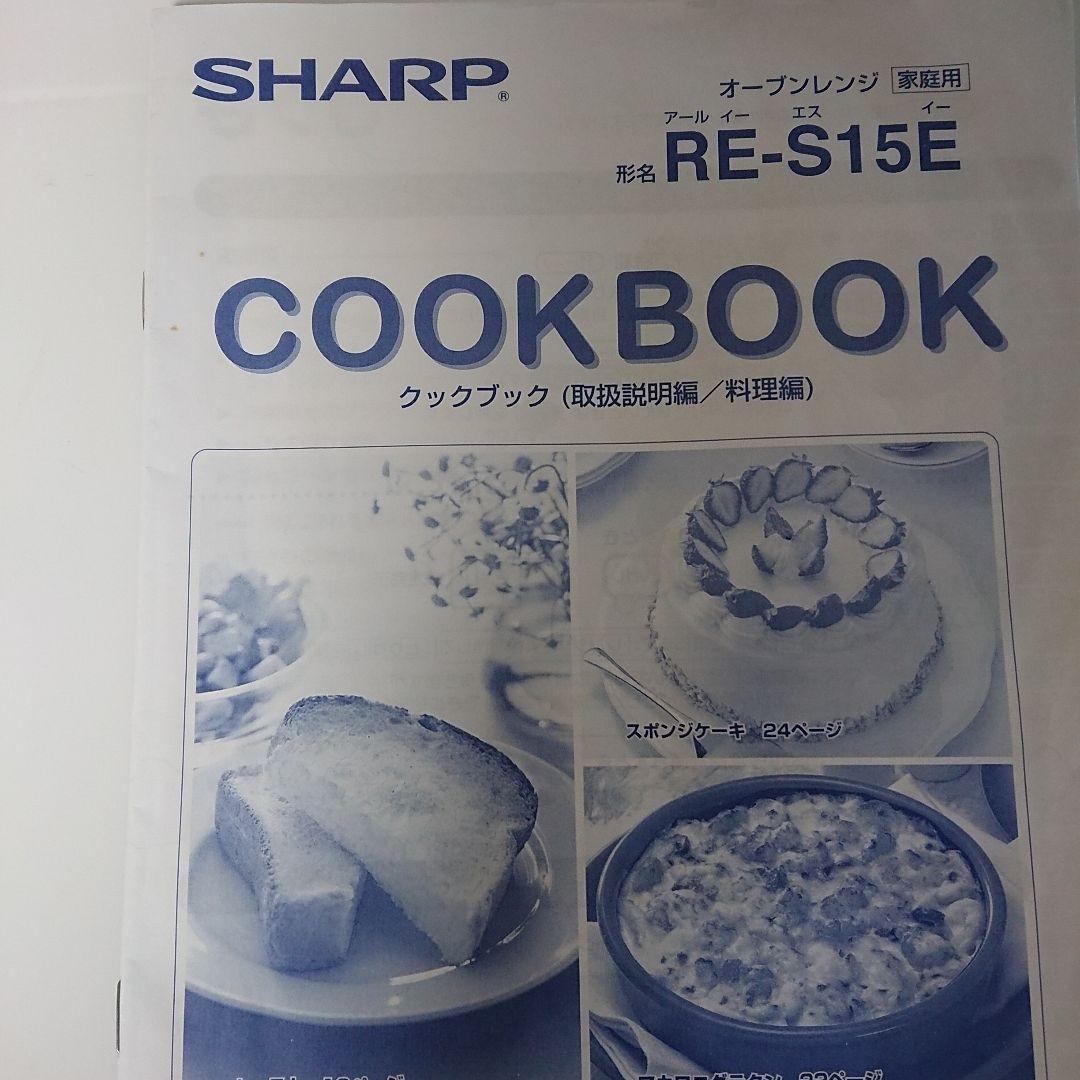 SHARP®
オーブンレンジ 家庭用
アール イー エス イー
形名 RE-S15E
COOKBOOK
クックブック (取扱説明編／料理編)
スポンジケーキ 24ページ